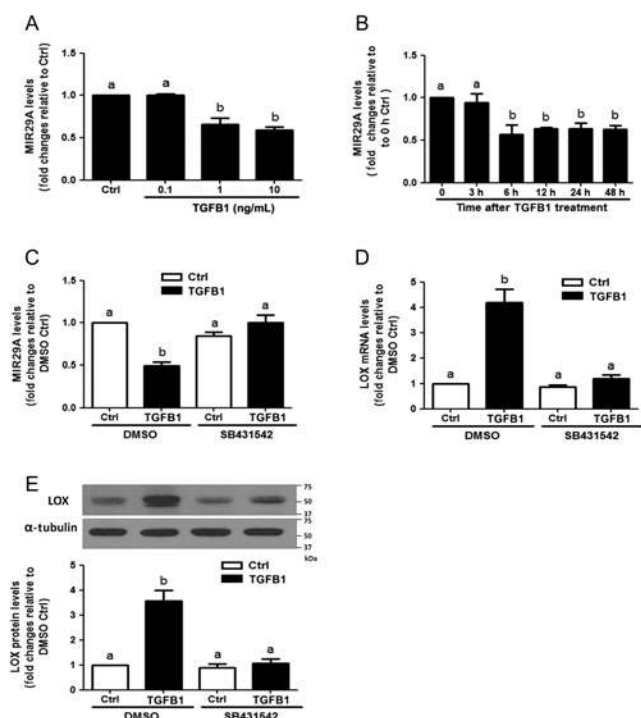 A
MIR29A levels
(fold changes relative to Ctrl)
1.5
1.0
0.5
0.0
a
a
b
b
Ctrl
0.1
1
10
TGFB1 (ng/mL)
B
MIR29A levels
(fold changes relative
to 0 h Ctrl)
1.5
1.0
0.5
0.0
a
a
b
b
b
b
0
3 h
6 h
12 h
24 h
48 h
Time after TGFB1 treatment
C
Ctrl
TGFB1
MIR29A levels
(fold changes relative to
DMSO Ctrl)
1.5
1.0
0.5
0.0
a
b
a
a
Ctrl
TGFB1
Ctrl
TGFB1
DMSO
SB431542
D
Ctrl
TGFB1
LOX mRNA levels
(fold changes relative to
DMSO Ctrl)
5
4
3
2
1
0
a
b
a
a
Ctrl
TGFB1
Ctrl
TGFB1
DMSO
SB431542
E
LOX
75
50
37
α-tubulin
75
50
37
kDa
Ctrl
TGFB1
LOX protein levels
(fold changes relative to
DMSO Ctrl)
5
4
3
2
1
0
a
b
a
a
Ctrl
TGFB1
Ctrl
TGFB1
DMSO
SB431542